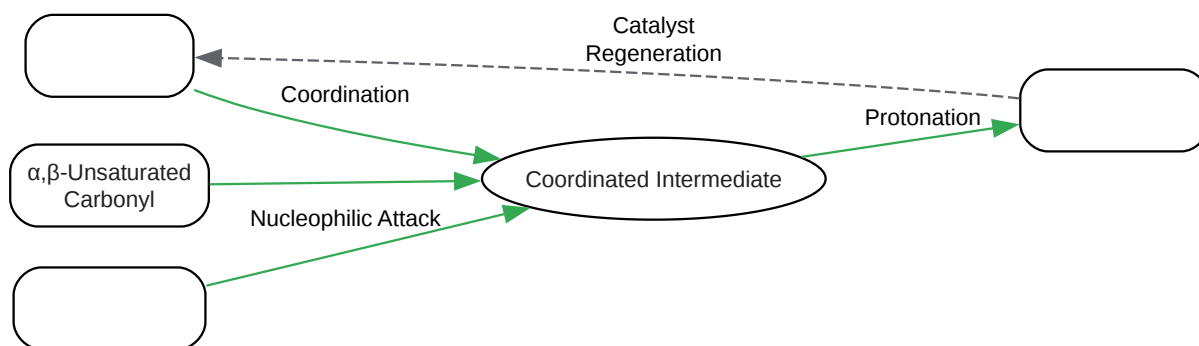 Catalyst
Regeneration
Coordination
Protonation
α,β-Unsaturated
Carbonyl
Coordinated Intermediate
Nucleophilic Attack